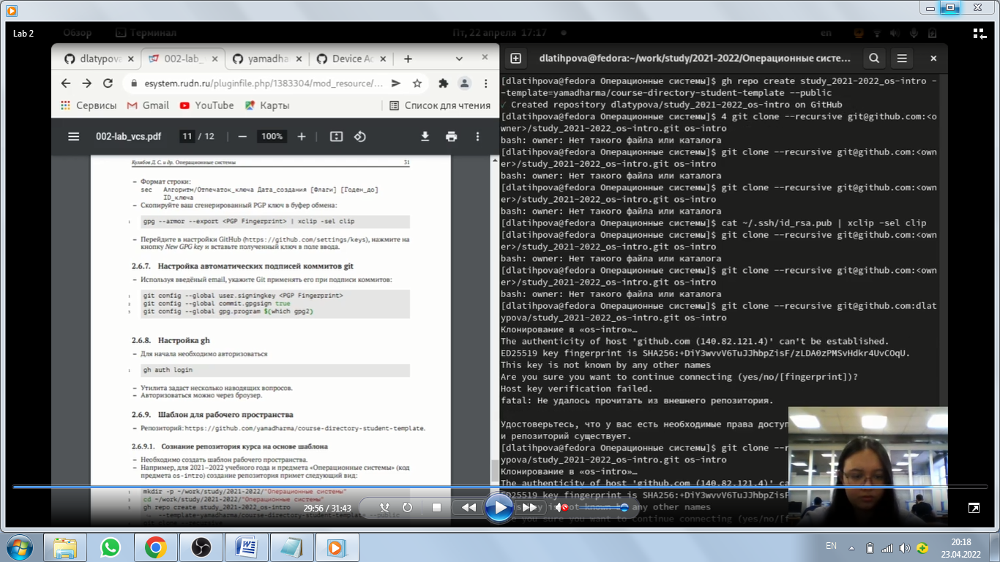 Lab 2
Обзор
Терминал
Пт, 22 апреля 17:17
en
dlatypova
002-lab_
yamadha
Device Ac
esystem.rudn.ru/pluginfile.php/1383304/mod_resource/...
Сервисы
Gmail
YouTube
Карты
Список для чтения
002-lab_vcs.pdf
11 / 12
100%
Кулябов Д. С. и др. Операционные системы
31
– Формат строки:
sec Алгоритм/Отпечаток_ключа Дата_создания [Флаги] [Годен_до]
ID_ключа
– Скопируйте ваш сгенерированный PGP ключ в буфер обмена:
1 gpg --armor --export <PGP Fingerprint> | xclip -sel clip
– Перейдите в настройки GitHub (https://github.com/settings/keys), нажмите на
кнопку New GPG key и вставьте полученный ключ в поле ввода.
2.6.7. Настройка автоматических подписей коммитов git
– Используя введёный email, укажите Git применять его при подписи коммитов:
1 git config --global user.signingkey <PGP Fingerprint>
2 git config --global commit.gpgsign true
3 git config --global gpg.program $(which gpg2)
2.6.8. Настройка gh
– Для начала необходимо авторизоваться
1 gh auth login
– Утилита задаст несколько наводящих вопросов.
– Авторизоваться можно через броузер.
2.6.9. Шаблон для рабочего пространства
– Репозиторий: https://github.com/yamadharma/course-directory-student-template.
2.6.9.1. Сознание репозитория курса на основе шаблона
– Необходимо создать шаблон рабочего пространства.
– Например, для 2021–2022 учебного года и предмета «Операционные системы» (код
предмета os-intro) создание репозитория примет следующий вид:
1 mkdir -p ~/work/study/2021-2022/"Операционные системы"
2 cd ~/work/study/2021-2022/"Операционные системы"
3 gh repo create study_2021-2022_os-intro
--template=yamadharma/course-directory-student-template --public
dlatihpova@fedora:~/work/study/2021-2022/Операционные систе...
[dlatihpova@fedora Операционные системы]$ gh repo create study_2021-2022_os-intro -
-template=yamadharma/course-directory-student-template --public
✓ Created repository dlatypova/study_2021-2022_os-intro on GitHub
[dlatihpova@fedora Операционные системы]$ 4 git clone --recursive git@github.com:<o
wner>/study_2021-2022_os-intro.git os-intro
bash: owner: Нет такого файла или каталога
[dlatihpova@fedora Операционные системы]$ git clone --recursive git@github.com:<own
er>/study_2021-2022_os-intro.git os-intro
bash: owner: Нет такого файла или каталога
[dlatihpova@fedora Операционные системы]$ git clone --recursive git@github.com:<own
er>/study_2021-2022_os-intro.git os-intro
bash: owner: Нет такого файла или каталога
[dlatihpova@fedora Операционные системы]$ cat ~/.ssh/id_rsa.pub | xclip -sel clip
[dlatihpova@fedora Операционные системы]$ git clone --recursive git@github.com:<own
er>/study_2021-2022_os-intro.git os-intro
bash: owner: Нет такого файла или каталога
[dlatihpova@fedora Операционные системы]$ git clone --recursive git@github.com:<own
er>/study_2021-2022_os-intro.git os-intro
bash: owner: Нет такого файла или каталога
[dlatihpova@fedora Операционные системы]$ git clone --recursive git@github.com:dlat
ypova/study_2021-2022_os-intro.git os-intro
Клонирование в «os-intro»…
The authenticity of host 'github.com (140.82.121.4)' can't be established.
ED25519 key fingerprint is SHA256:+DiY3wvvV6TuJJhbpZisF/zLDA0zPMSvHdkr4UvCOqU.
This key is not known by any other names
Are you sure you want to continue connecting (yes/no/[fingerprint])?
Host key verification failed.
fatal: Не удалось прочитать из внешнего репозитория.
Удостоверьтесь, что у вас есть необходимые права доступ
и репозиторий существует.
[dlatihpova@fedora Операционные системы]$ git clone --r
ypova/study_2021-2022_os-intro.git os-intro
Клонирование в «os-intro»…
The authenticity of host 'github.com (140.82.121.4)' ca
ED25519 key fingerprint is SHA256:+DiY3wvvV6TuJJhbpZisF
This key is not known by any other names
Are you sure you want to continue connecting (yes/no/[f
29:56 / 31:43
EN
20:18
23.04.2022